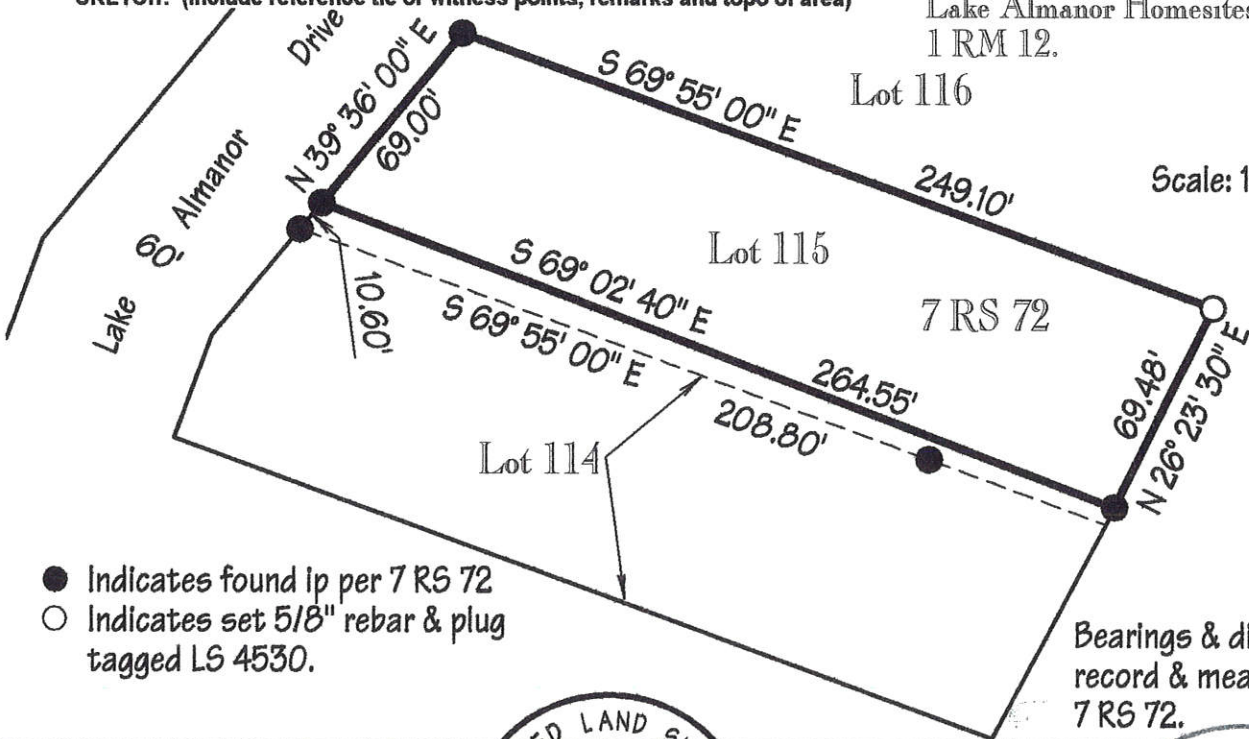 SKETCH: (Include reference tie or witness points, remarks and topo of area)
Lake Almanor Homesites
1 RM 12.
Lot 116
Drive
N 39° 36' 00" E
69.00'
S 69° 55' 00" E
249.10'
Scale: 1
Lake Almanor
60'
10.60'
Lot 115
7 RS 72
S 69° 02' 40" E
264.55'
S 69° 55' 00" E
208.80'
69.48'
N 26° 23' 30" E
Lot 114
Indicates found ip per 7 RS 72
Indicates set 5/8" rebar & plug
tagged LS 4530.
Bearings & di
record & mea
7 RS 72.
ED LAND S